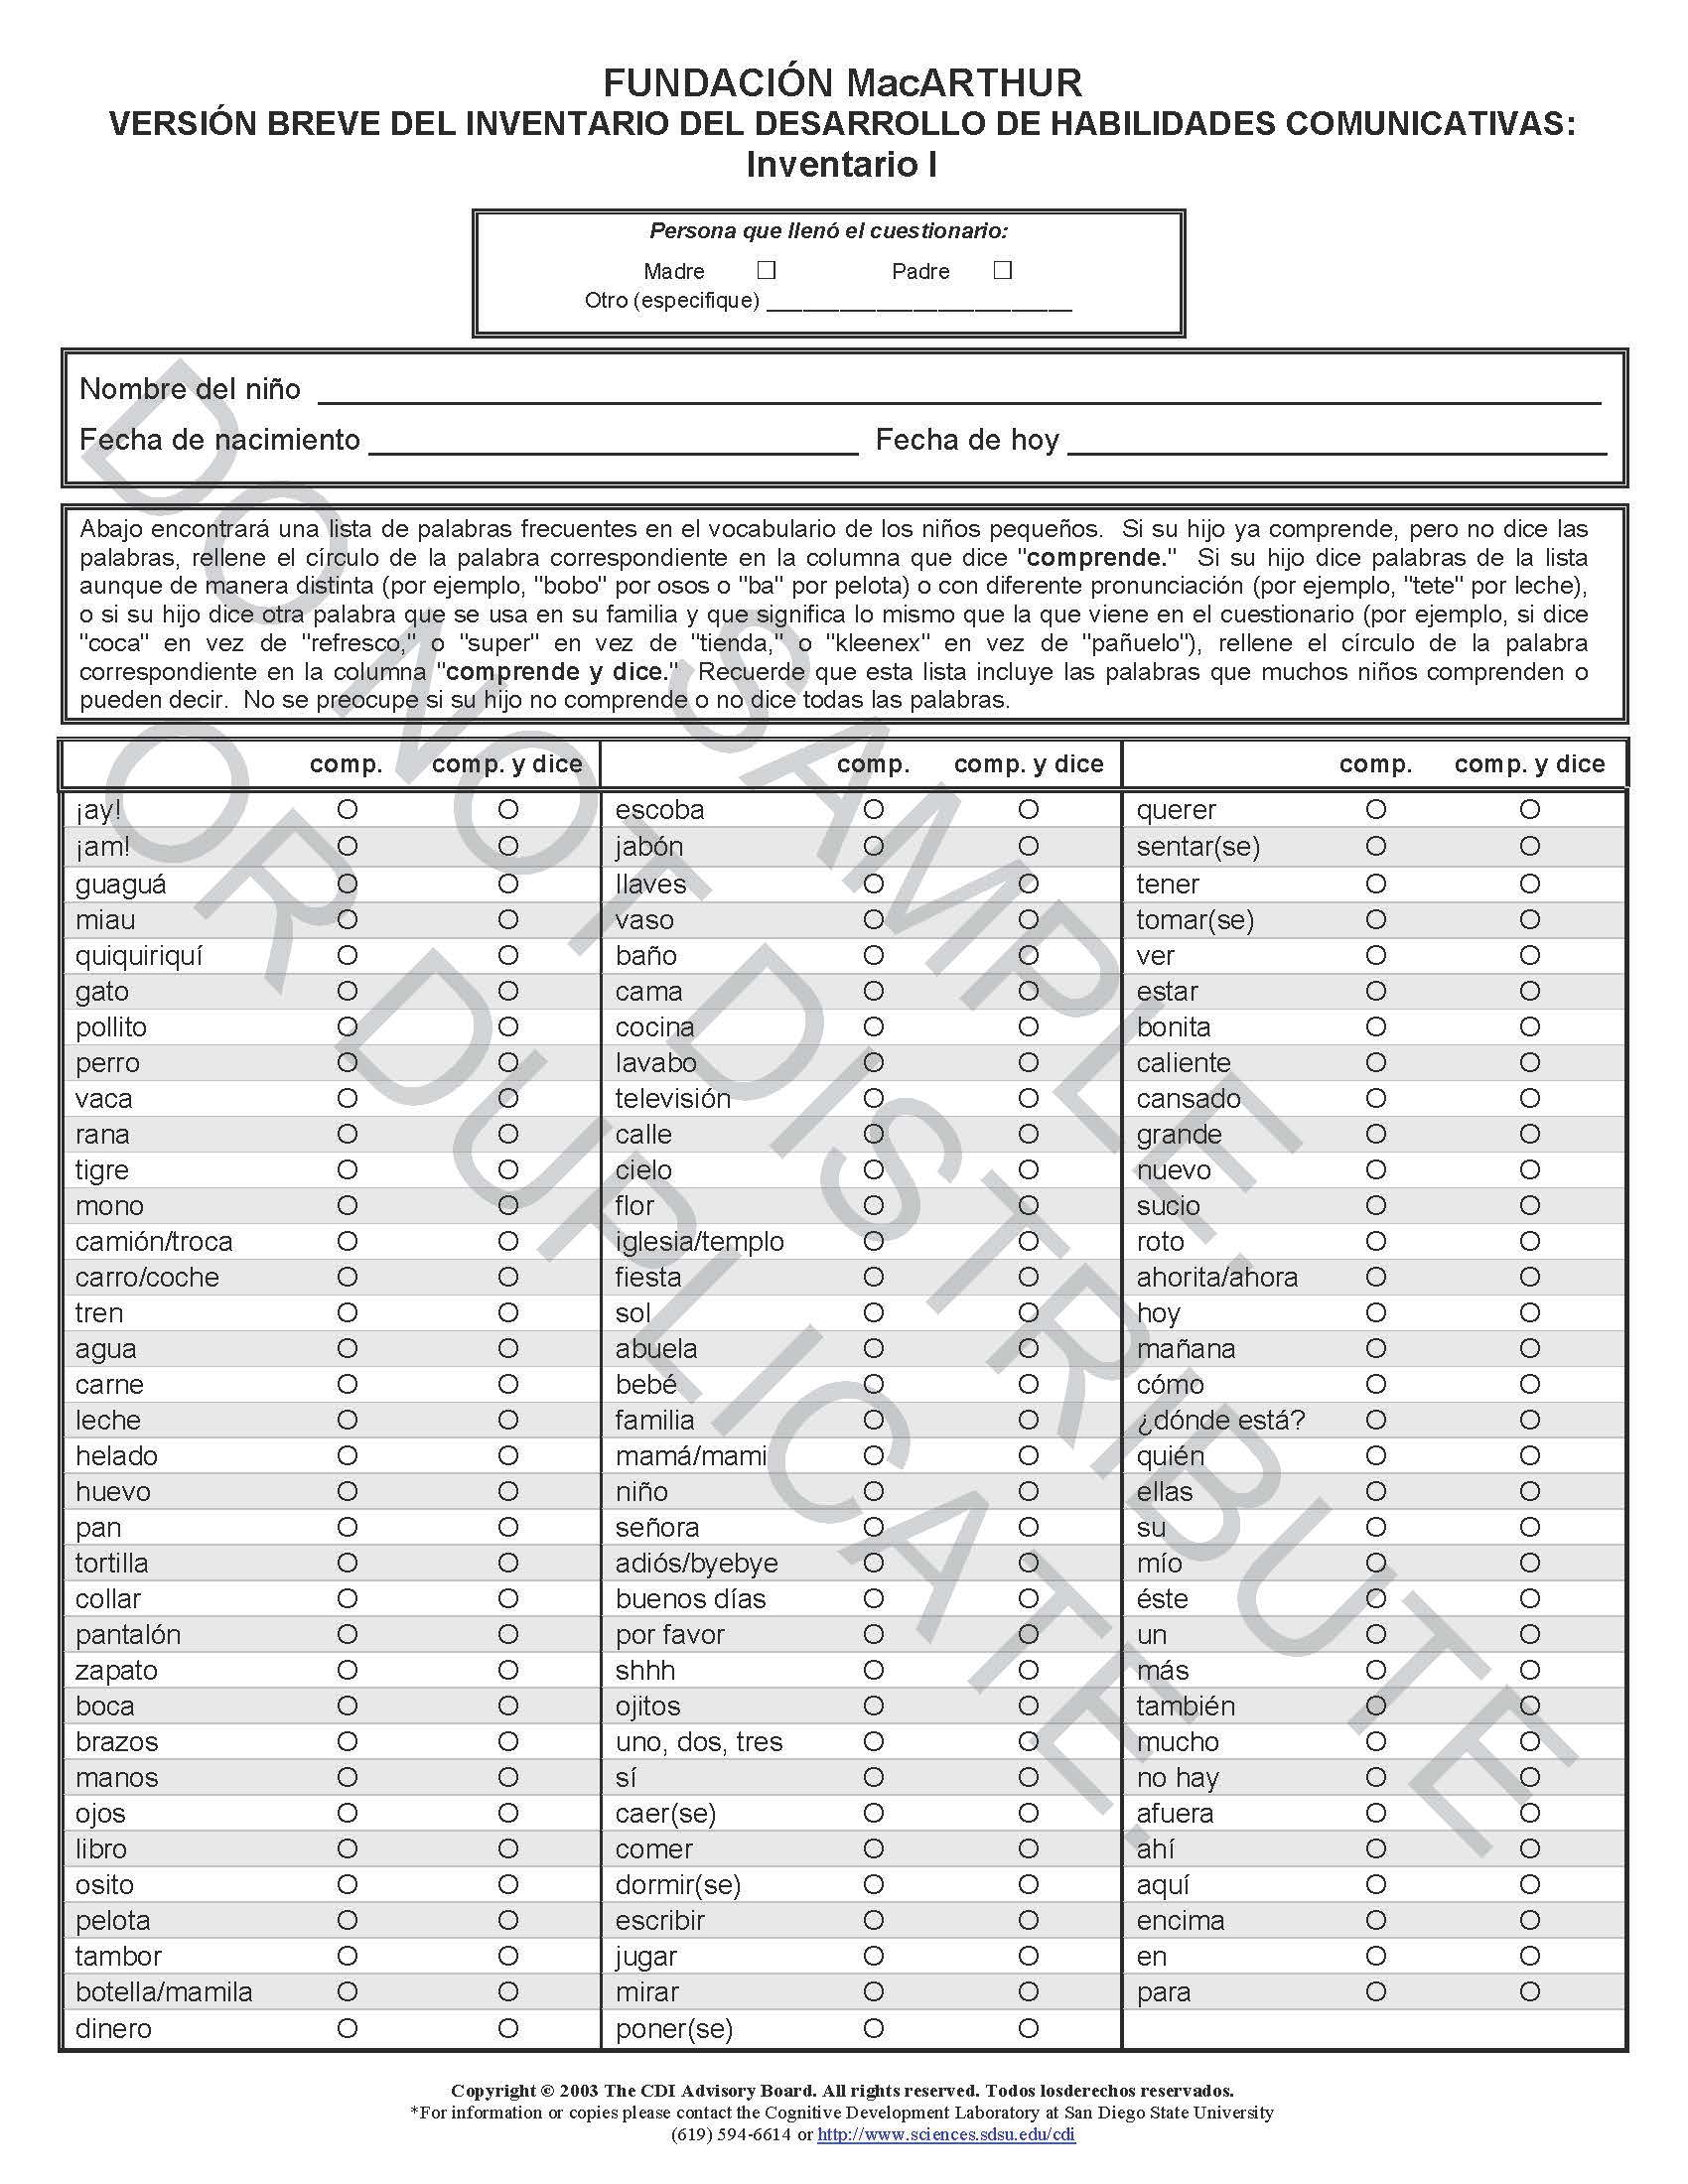 FUNDACIÓN MacARTHUR
VERSIÓN BREVE DEL INVENTARIO DEL DESARROLLO DE HABILIDADES COMUNICATIVAS:
Inventario I
Persona que llenó el cuestionario:
Madre ☐ Padre ☐
Otro (especifique) ________________________
Nombre del niño
Fecha de nacimiento Fecha de hoy
Abajo encontrará una lista de palabras frecuentes en el vocabulario de los niños pequeños. Si su hijo ya comprende, pero no dice las
palabras, rellene el círculo de la palabra correspondiente en la columna que dice "comprende." Si su hijo dice palabras de la lista
aunque de manera distinta (por ejemplo, "bobo" por osos o "ba" por pelota) o con diferente pronunciación (por ejemplo, "tete" por leche),
o si su hijo dice otra palabra que se usa en su familia y que significa lo mismo que la que viene en el cuestionario (por ejemplo, si dice
"coca" en vez de "refresco," o "super" en vez de "tienda," o "kleenex" en vez de "pañuelo"), rellene el círculo de la palabra
correspondiente en la columna "comprende y dice." Recuerde que esta lista incluye las palabras que muchos niños comprenden o
pueden decir. No se preocupe si su hijo no comprende o no dice todas las palabras.
comp. comp. y dice comp. comp. y dice comp. comp. y dice
¡ay! O O escoba O O querer O O
¡am! O O jabón O O sentar(se) O O
guaguá O O llaves O O tener O O
miau O O vaso O O tomar(se) O O
quiquiriquí O O baño O O ver O O
gato O O cama O O estar O O
pollito O O cocina O O bonita O O
perro O O lavabo O O caliente O O
vaca O O televisión O O cansado O O
rana O O calle O O grande O O
tigre O O cielo O O nuevo O O
mono O O flor O O sucio O O
camión/troca O O iglesia/templo O O roto O O
carro/coche O O fiesta O O ahorita/ahora O O
tren O O sol O O hoy O O
agua O O abuela O O mañana O O
carne O O bebé O O cómo O O
leche O O familia O O ¿dónde está? O O
helado O O mamá/mami O O quién O O
huevo O O niño O O ellas O O
pan O O señora O O su O O
tortilla O O adiós/byebye O O mío O O
collar O O buenos días O O éste O O
pantalón O O por favor O O un O O
zapato O O shhh O O más O O
boca O O ojitos O O también O O
brazos O O uno, dos, tres O O mucho O O
manos O O sí O O no hay O O
ojos O O caer(se) O O afuera O O
libro O O comer O O ahí O O
osito O O dormir(se) O O aquí O O
pelota O O escribir O O encima O O
tambor O O jugar O O en O O
botella/mamila O O mirar O O para O O
dinero O O poner(se) O O
Copyright © 2003 The CDI Advisory Board. All rights reserved. Todos losderechos reservados.
*For information or copies please contact the Cognitive Development Laboratory at San Diego State University
(619) 594-6614 or http://www.sciences.sdsu.edu/cdi
SAMPLE.
DO NOT DISTRIBUTE
OR DUPLICATE.